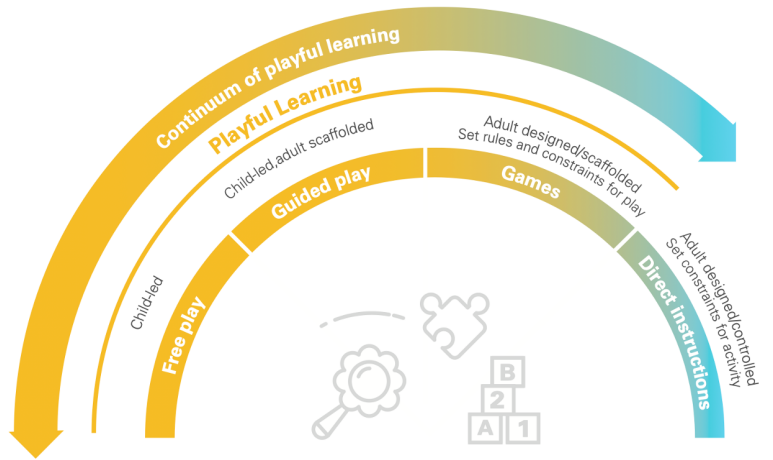 Continuum of playful learning
Playful Learning
Child-led
Free play
Child-led,adult scaffolded
Guided play
Adult designed/scaffolded
Set rules and constraints for play
Games
Adult designed/controlled
Set constraints for activity
Direct instructions
B
2
A 1